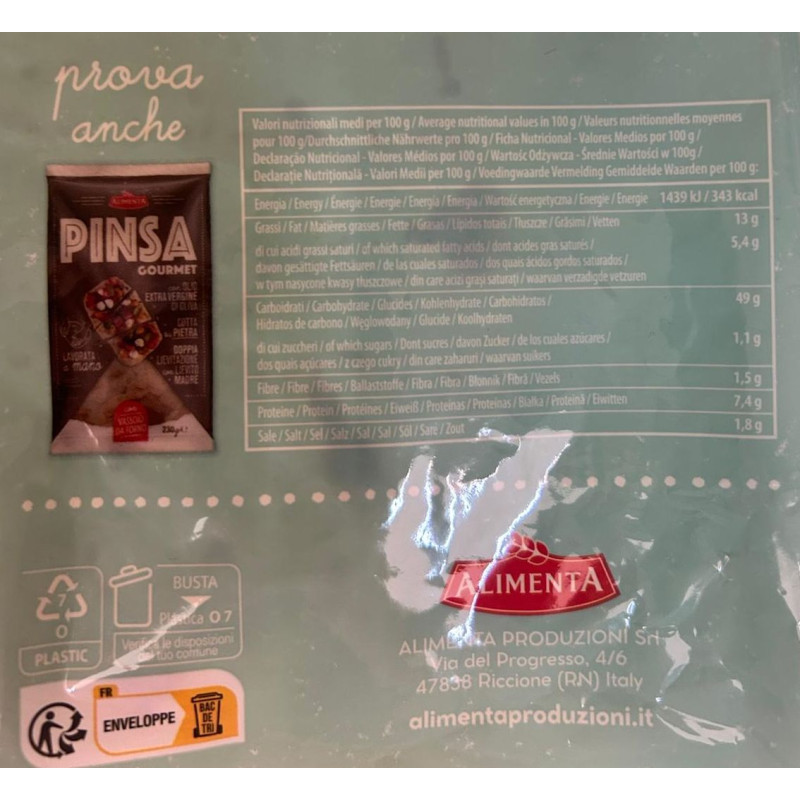 prova
anche
ALIMENTA
PINSA
GOURMET
con OLIO
EXTRAVERGINE
DI OLIVA
COTTA
su PIETRA
LAVORATA
a mano
DOPPIA
LIEVITAZIONE
con LIEVITO
MADRE
230g e
Valori nutrizionali medi per 100 g / Average nutritional values in 100 g / Valeurs nutritionnelles moyennes
pour 100 g/Durchschnittliche Nährwerte pro 100 g / Ficha Nutricional - Valores Medios por 100 g /
Declaração Nutricional - Valores Médios por 100 g / Wartośc Odżywcza - Średnie Wartości w 100g /
Declaraţie Nutriţională - Valori Medii per 100 g / Voedingwaarde Vermeiding Gemiddelde Waarden per 100 g:
Energia / Energy / Énergie / Energie / Energía / Energia / Wartość energetyczna / Energie / Energie 1439 kJ / 343 kcal
Grassi / Fat / Matières grasses / Fette / Grasas / Lípidos totais / Tłuszcze / Grăsimi / Vetten 13 g
di cui acidi grassi saturi / of which saturated fatty acids / dont acides gras saturés / 5,4 g
davon gesättigte Fettsäuren / de las cuales saturados / dos quais ácidos gordos saturados /
w tym nasycone kwasy tłuszczowe / din care acizi graşi saturaţi / waarvan verzadigde vetzuren
Carboidrati / Carbohydrate / Glucides / Kohlenhydrate / Carbohidratos / 49 g
Hidratos de carbono / Węglowodany / Glucide / Koolhydraten
di cui zuccheri / of which sugars / Dont sucres / davon Zucker / de los cuales azúcares / 1,1 g
dos quais açúcares / z czego cukry / din care zaharuri / waarvan suikers
Fibre / Fibre / Fibres / Ballaststoffe / Fibra / Fibra / Błonnik / Fibră / Vezels 1,5 g
Proteine / Protein / Protéines / Eiweiß / Proteínas / Proteínas / Białka / Proteină / Eiwitten 7,4 g
Sale / Salt / Sel / Salz / Sal / Sal / Sól / Sare / Zout 1,8 g
7
0
PLASTIC
BUSTA
Plastica O 7
Verifica le disposizioni
del tuo comune
FR
ENVELOPPE
BAC
DE
TRI
ALIMENTA
ALIMENTA PRODUZIONI Srl
Via del Progresso, 4/6
47838 Riccione (RN) Italy
alimentaproduzioni.it